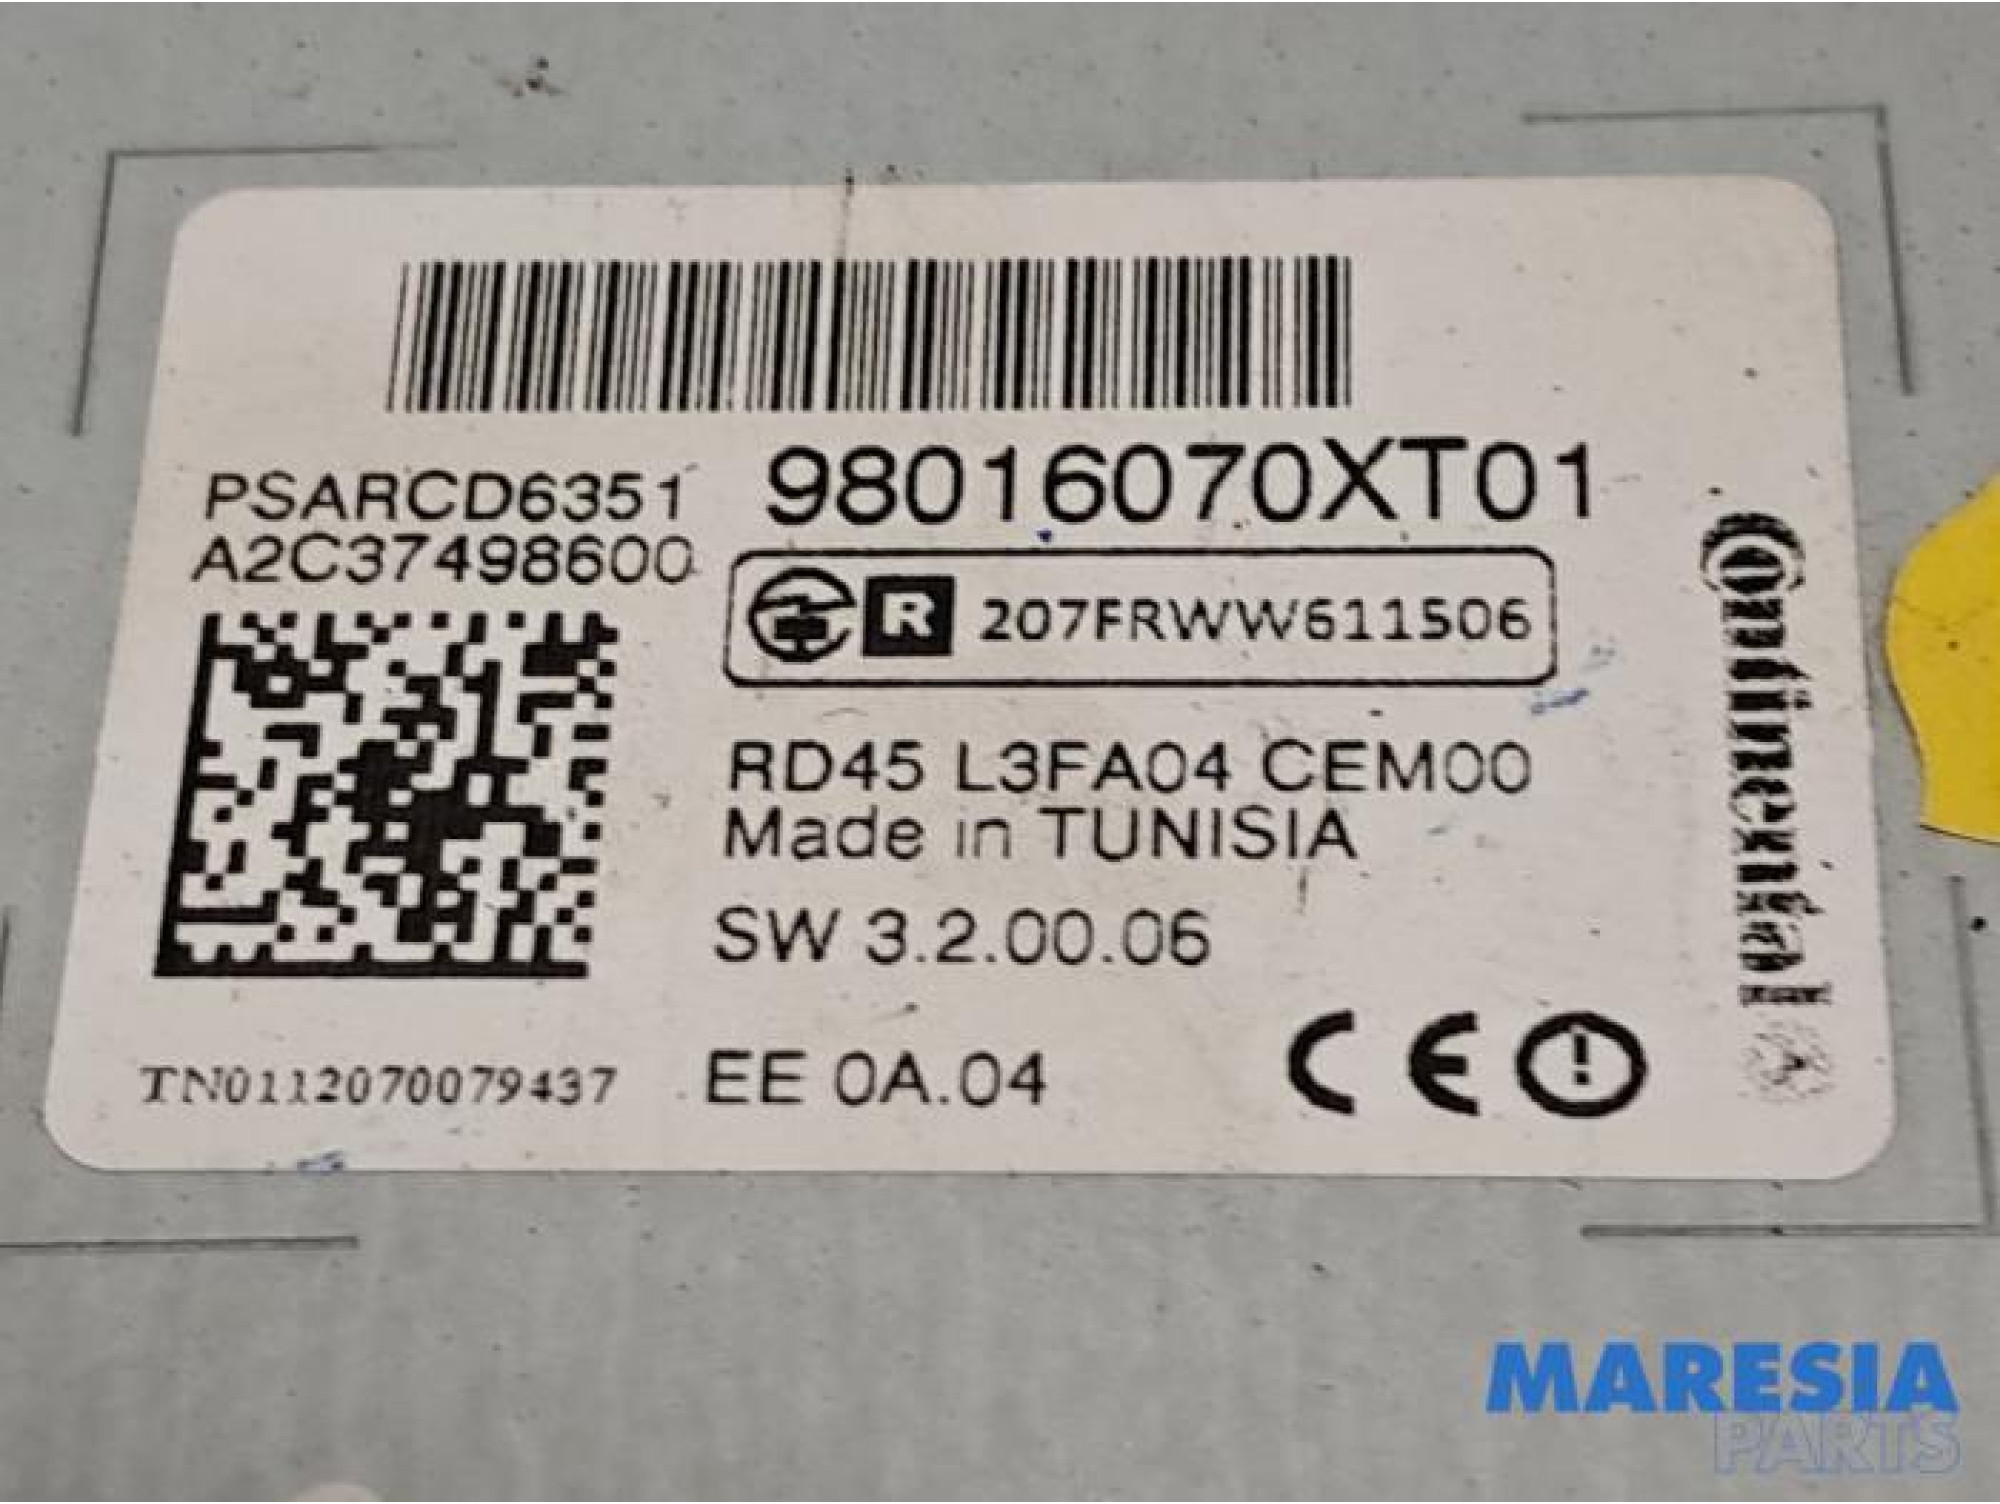 98016070XT01
PSARCD6351
A2C37498600
R 207FRWW611506
RD45 L3FA04 CEM00
Made in TUNISIA
SW 3.2.00.06
EE 0A.04
TN0112070079437
CE
Continental
MARESIA
PARTS